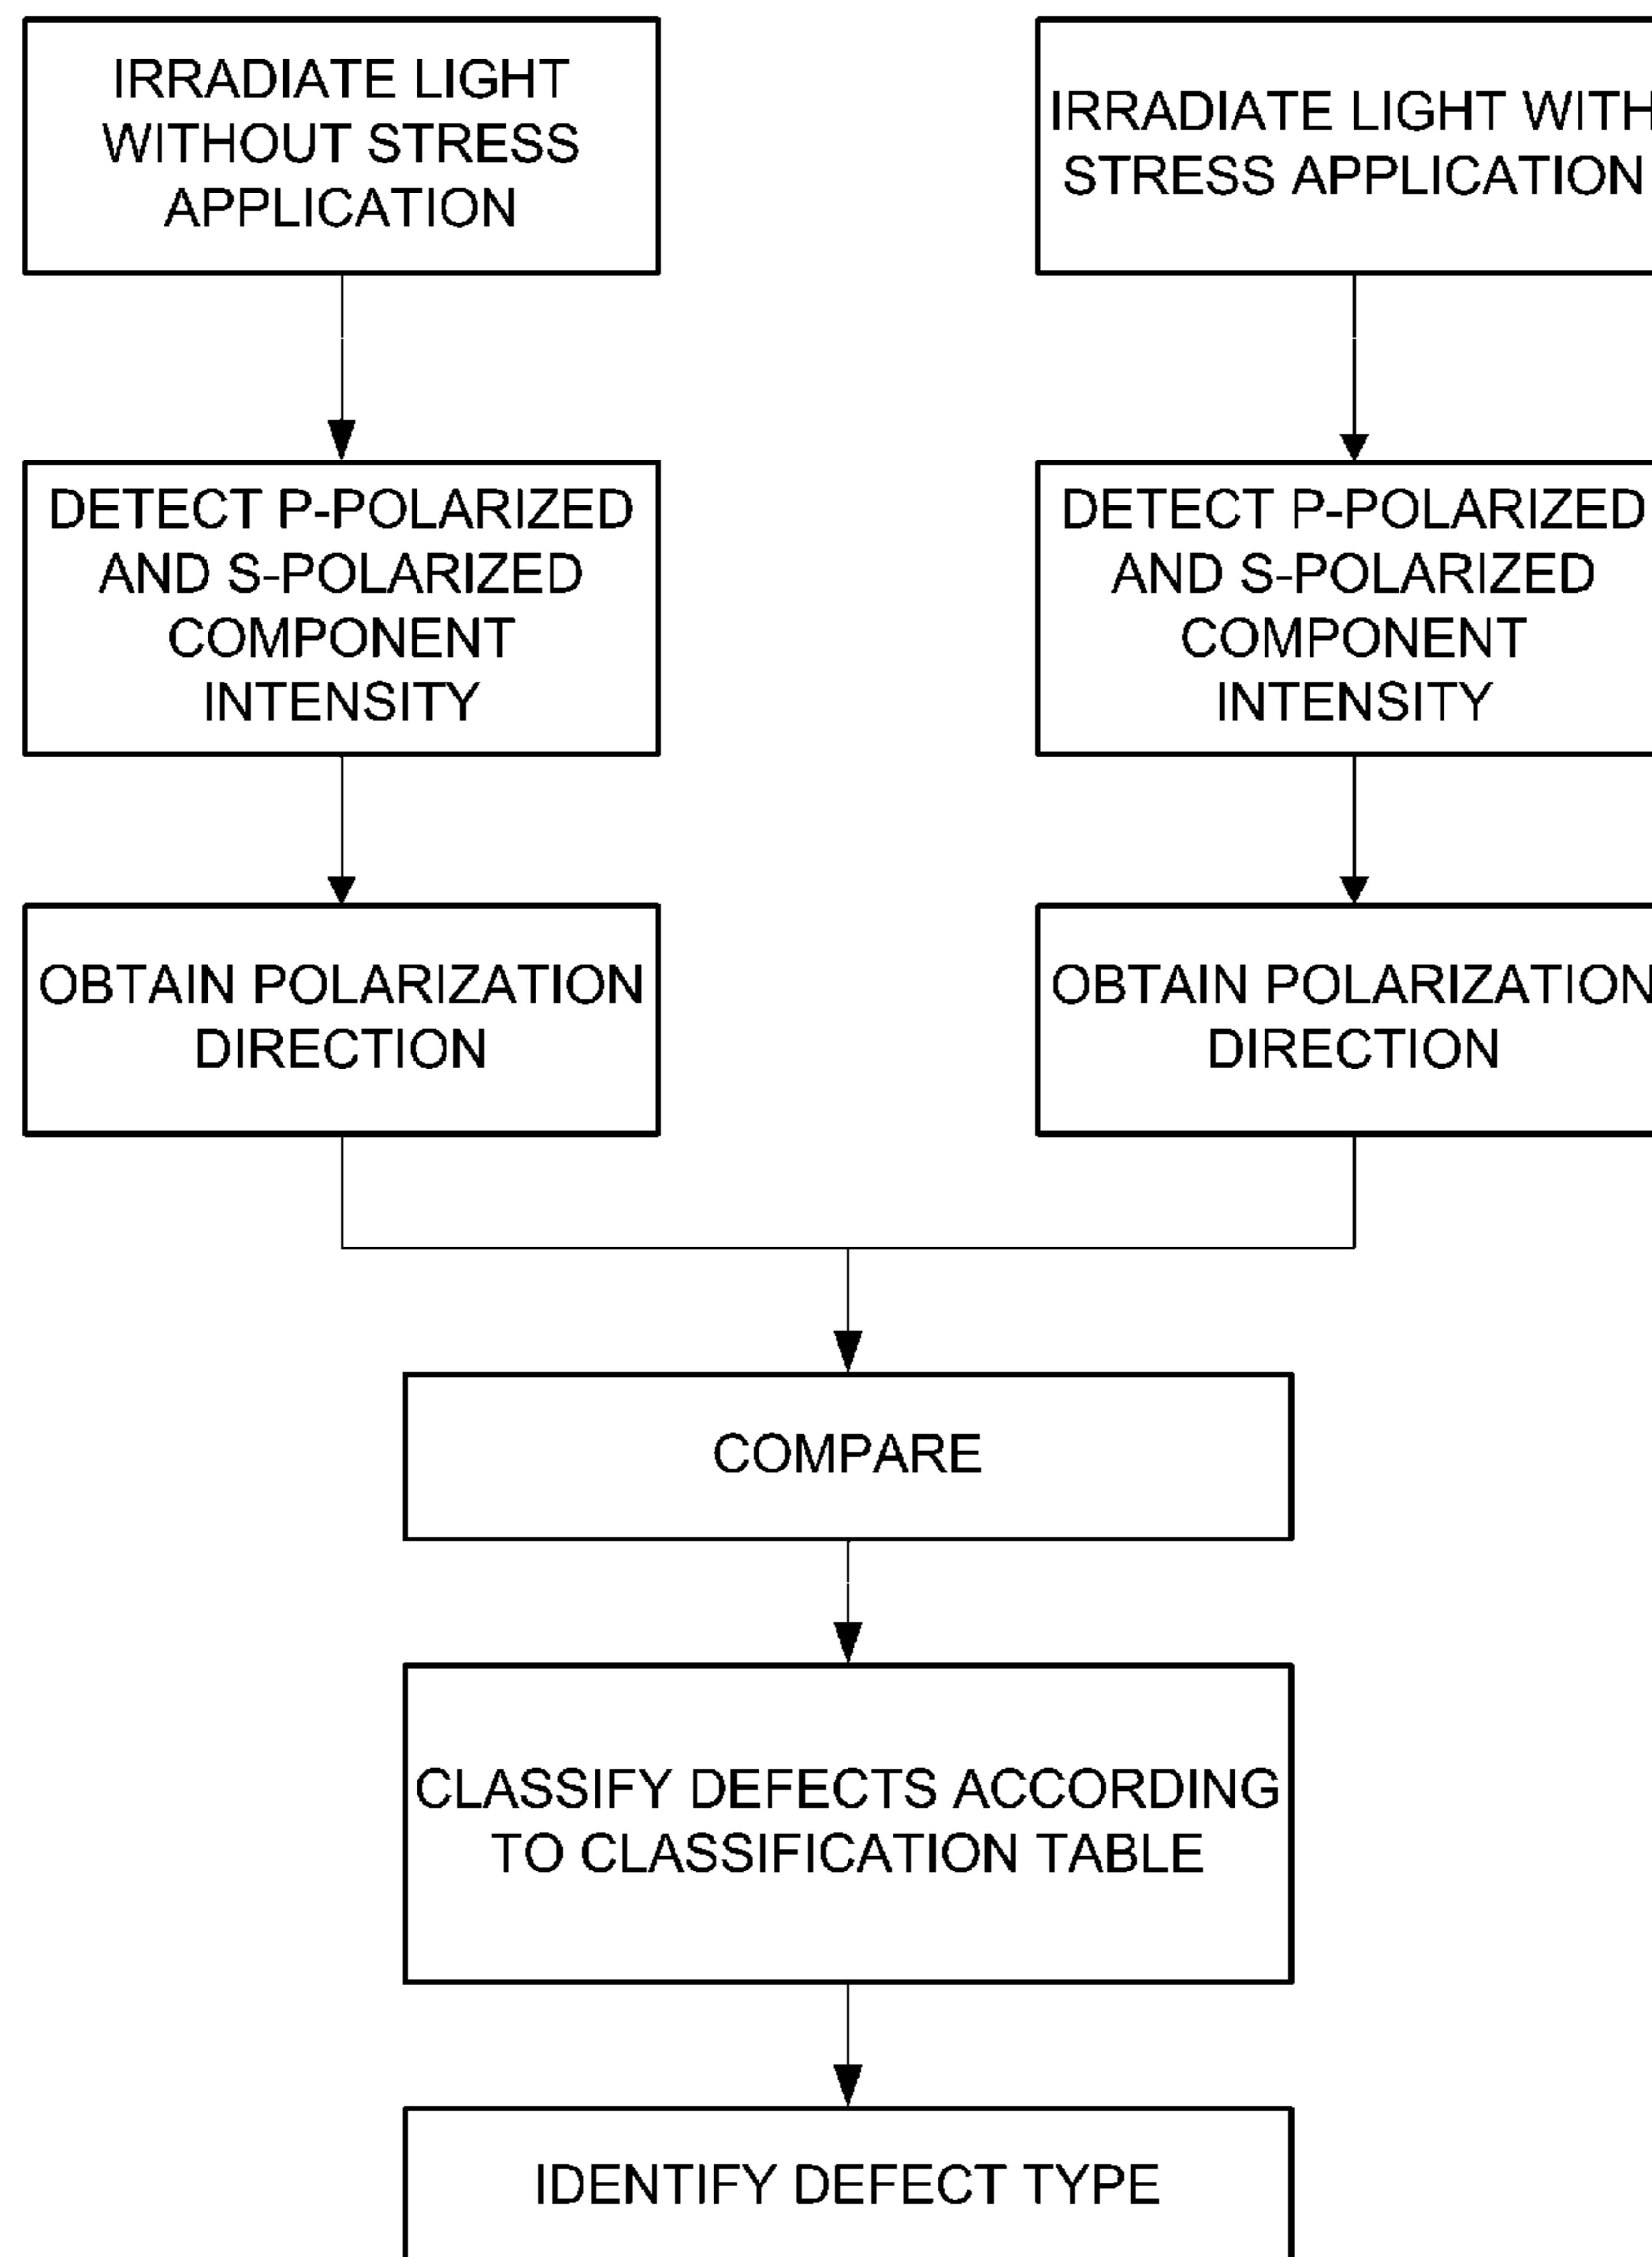 IRRADIATE LIGHT
WITHOUT STRESS
APPLICATION
IRRADIATE LIGHT WITH
STRESS APPLICATION
DETECT P-POLARIZED
AND S-POLARIZED
COMPONENT
INTENSITY
DETECT P-POLARIZED
AND S-POLARIZED
COMPONENT
INTENSITY
OBTAIN POLARIZATION
DIRECTION
OBTAIN POLARIZATION
DIRECTION
COMPARE
CLASSIFY DEFECTS ACCORDING
TO CLASSIFICATION TABLE
IDENTIFY DEFECT TYPE